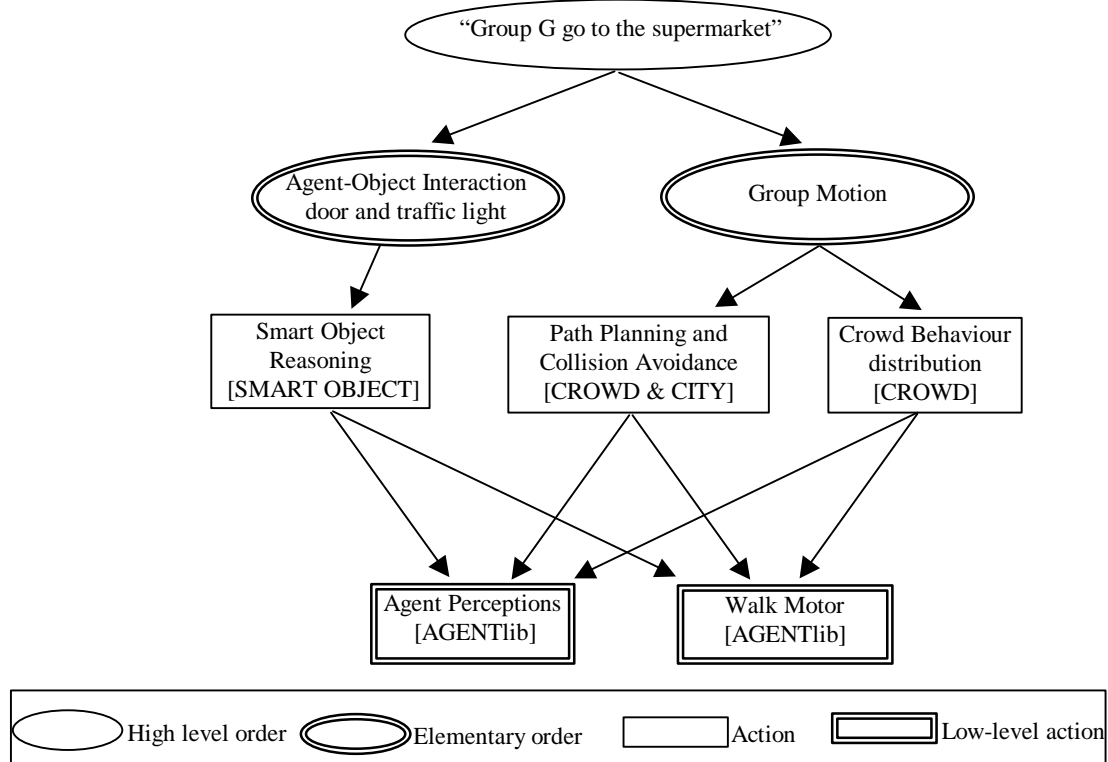 “Group G go to the supermarket”
Agent-Object Interaction
door and traffic light
Group Motion
Smart Object
Reasoning
[SMART OBJECT]
Path Planning and
Collision Avoidance
[CROWD & CITY]
Crowd Behaviour
distribution
[CROWD]
Agent Perceptions
[AGENTlib]
Walk Motor
[AGENTlib]
High level order
Elementary order
Action
Low-level action